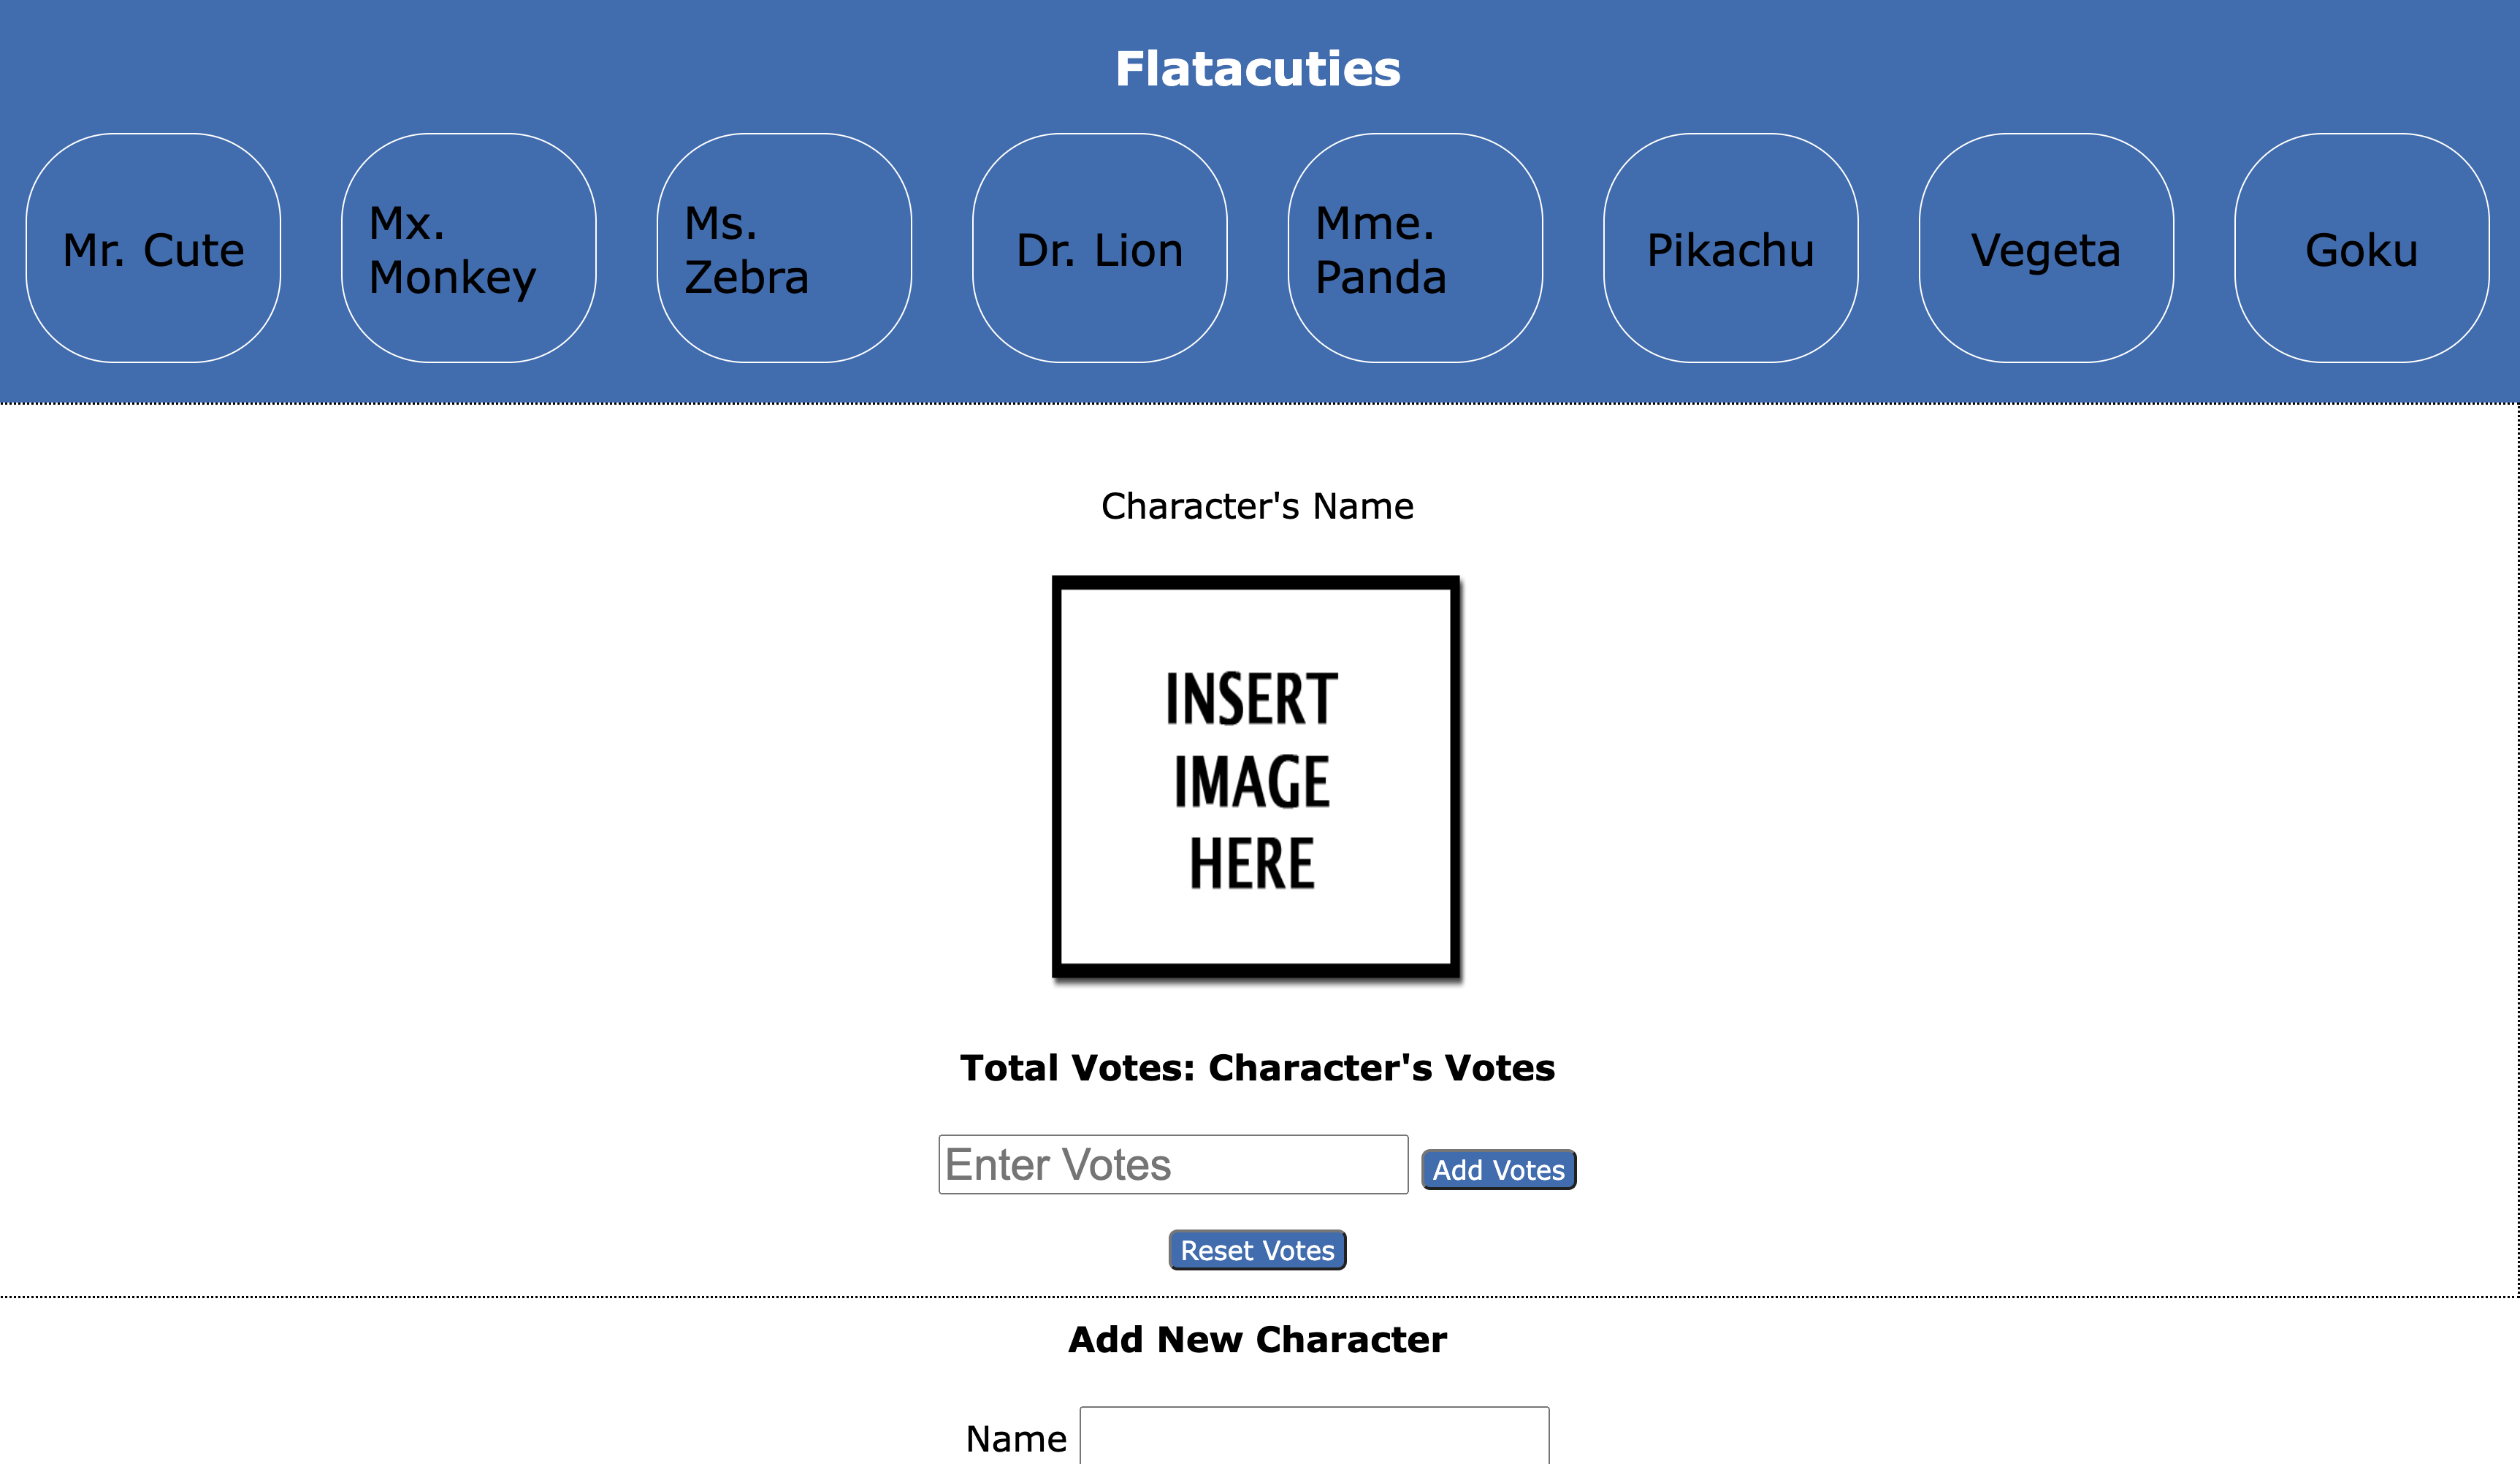 Flatacuties
Mr. Cute
Mx.
Monkey
Ms.
Zebra
Dr. Lion
Mme.
Panda
Pikachu
Vegeta
Goku
Character's Name
INSERT
IMAGE
HERE
Total Votes: Character's Votes
Enter Votes
Add Votes
Reset Votes
Add New Character
Name